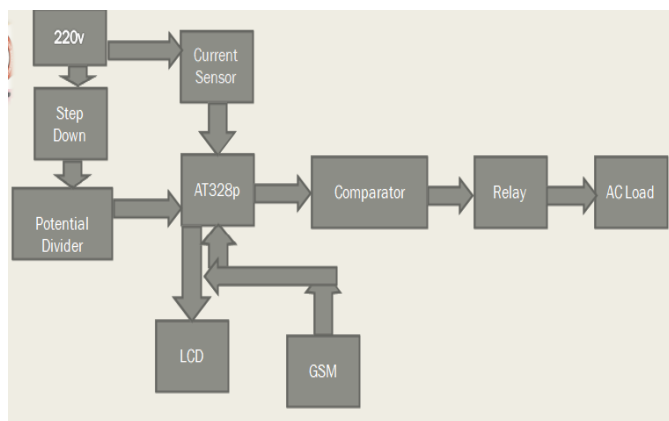 220v
Current
Sensor
Step
Down
AT328p
Comparator
Relay
AC Load
Potential
Divider
LCD
GSM